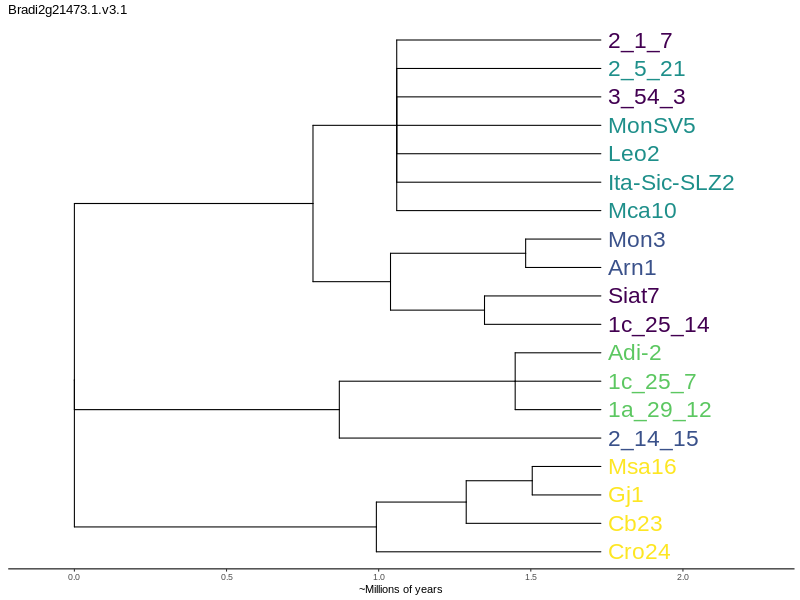 Bradi2g21473.1.v3.1
2_1_7
2_5_21
3_54_3
MonSV5
Leo2
Ita-Sic-SLZ2
Mca10
Mon3
Arn1
Siat7
1c_25_14
Adi-2
1c_25_7
1a_29_12
2_14_15
Msa16
Gj1
Cb23
Cro24
0.0 0.5 1.0 1.5 2.0
~Millions of years